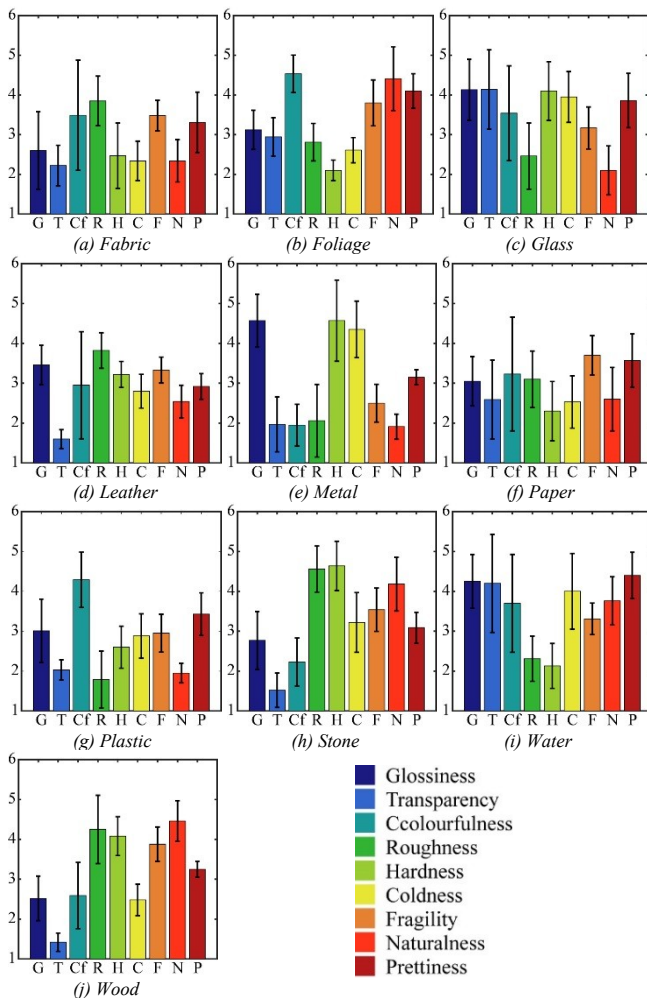 6 6 6
5 5 5
4 4 4
3 3 3
2 2 2
1 1 1
G T Cf R H C F N P G T Cf R H C F N P G T Cf R H C F N P
(a) Fabric (b) Foliage (c) Glass
6 6 6
5 5 5
4 4 4
3 3 3
2 2 2
1 1 1
G T Cf R H C F N P G T Cf R H C F N P G T Cf R H C F N P
(d) Leather (e) Metal (f) Paper
6 6 6
5 5 5
4 4 4
3 3 3
2 2 2
1 1 1
G T Cf R H C F N P G T Cf R H C F N P G T Cf R H C F N P
(g) Plastic (h) Stone (i) Water
6
5
4
3
2
1
G T Cf R H C F N P
(j) Wood
Glossiness
Transparency
Ccolourfulness
Roughness
Hardness
Coldness
Fragility
Naturalness
Prettiness